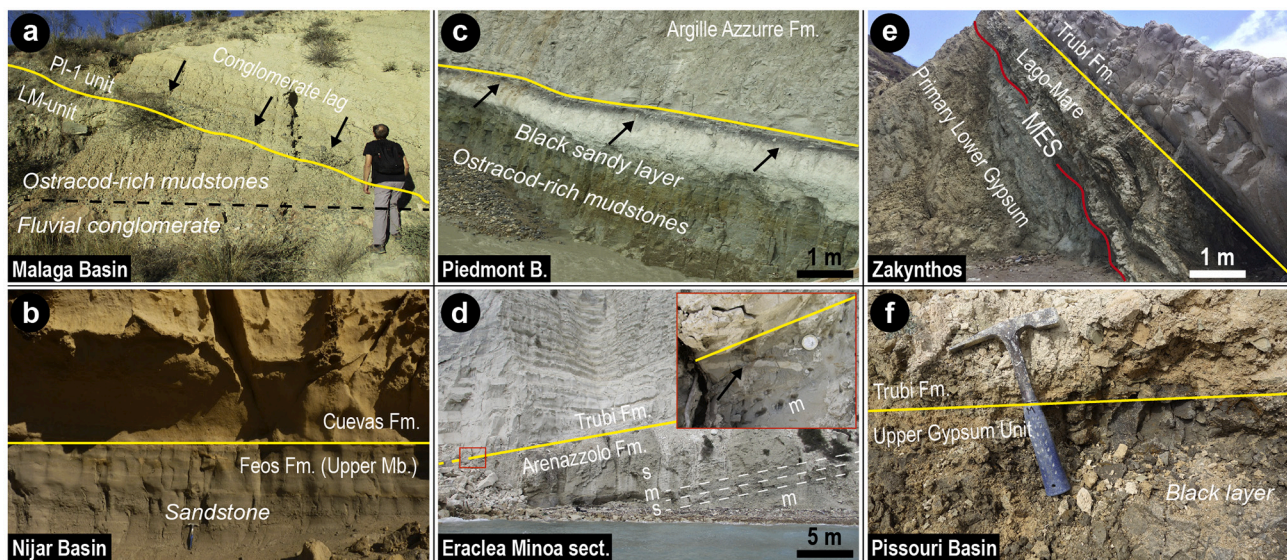 a
Pl-1 unit
LM-unit
Conglomerate lag
Ostracod-rich mudstones
Fluvial conglomerate
Malaga Basin
b
Cuevas Fm.
Feos Fm. (Upper Mb.)
Sandstone
Nijar Basin
c
Argille Azzurre Fm.
Black sandy layer
Ostracod-rich mudstones
Piedmont B.
1 m
d
m
Trubi Fm.
Arenazzolo Fm.
s
m
s
m
Eraclea Minoa sect.
5 m
e
Trubi Fm.
Lago-Mare
MES
Primary Lower Gypsum
Zakynthos
1 m
f
Trubi Fm.
Upper Gypsum Unit
Black layer
Pissouri Basin